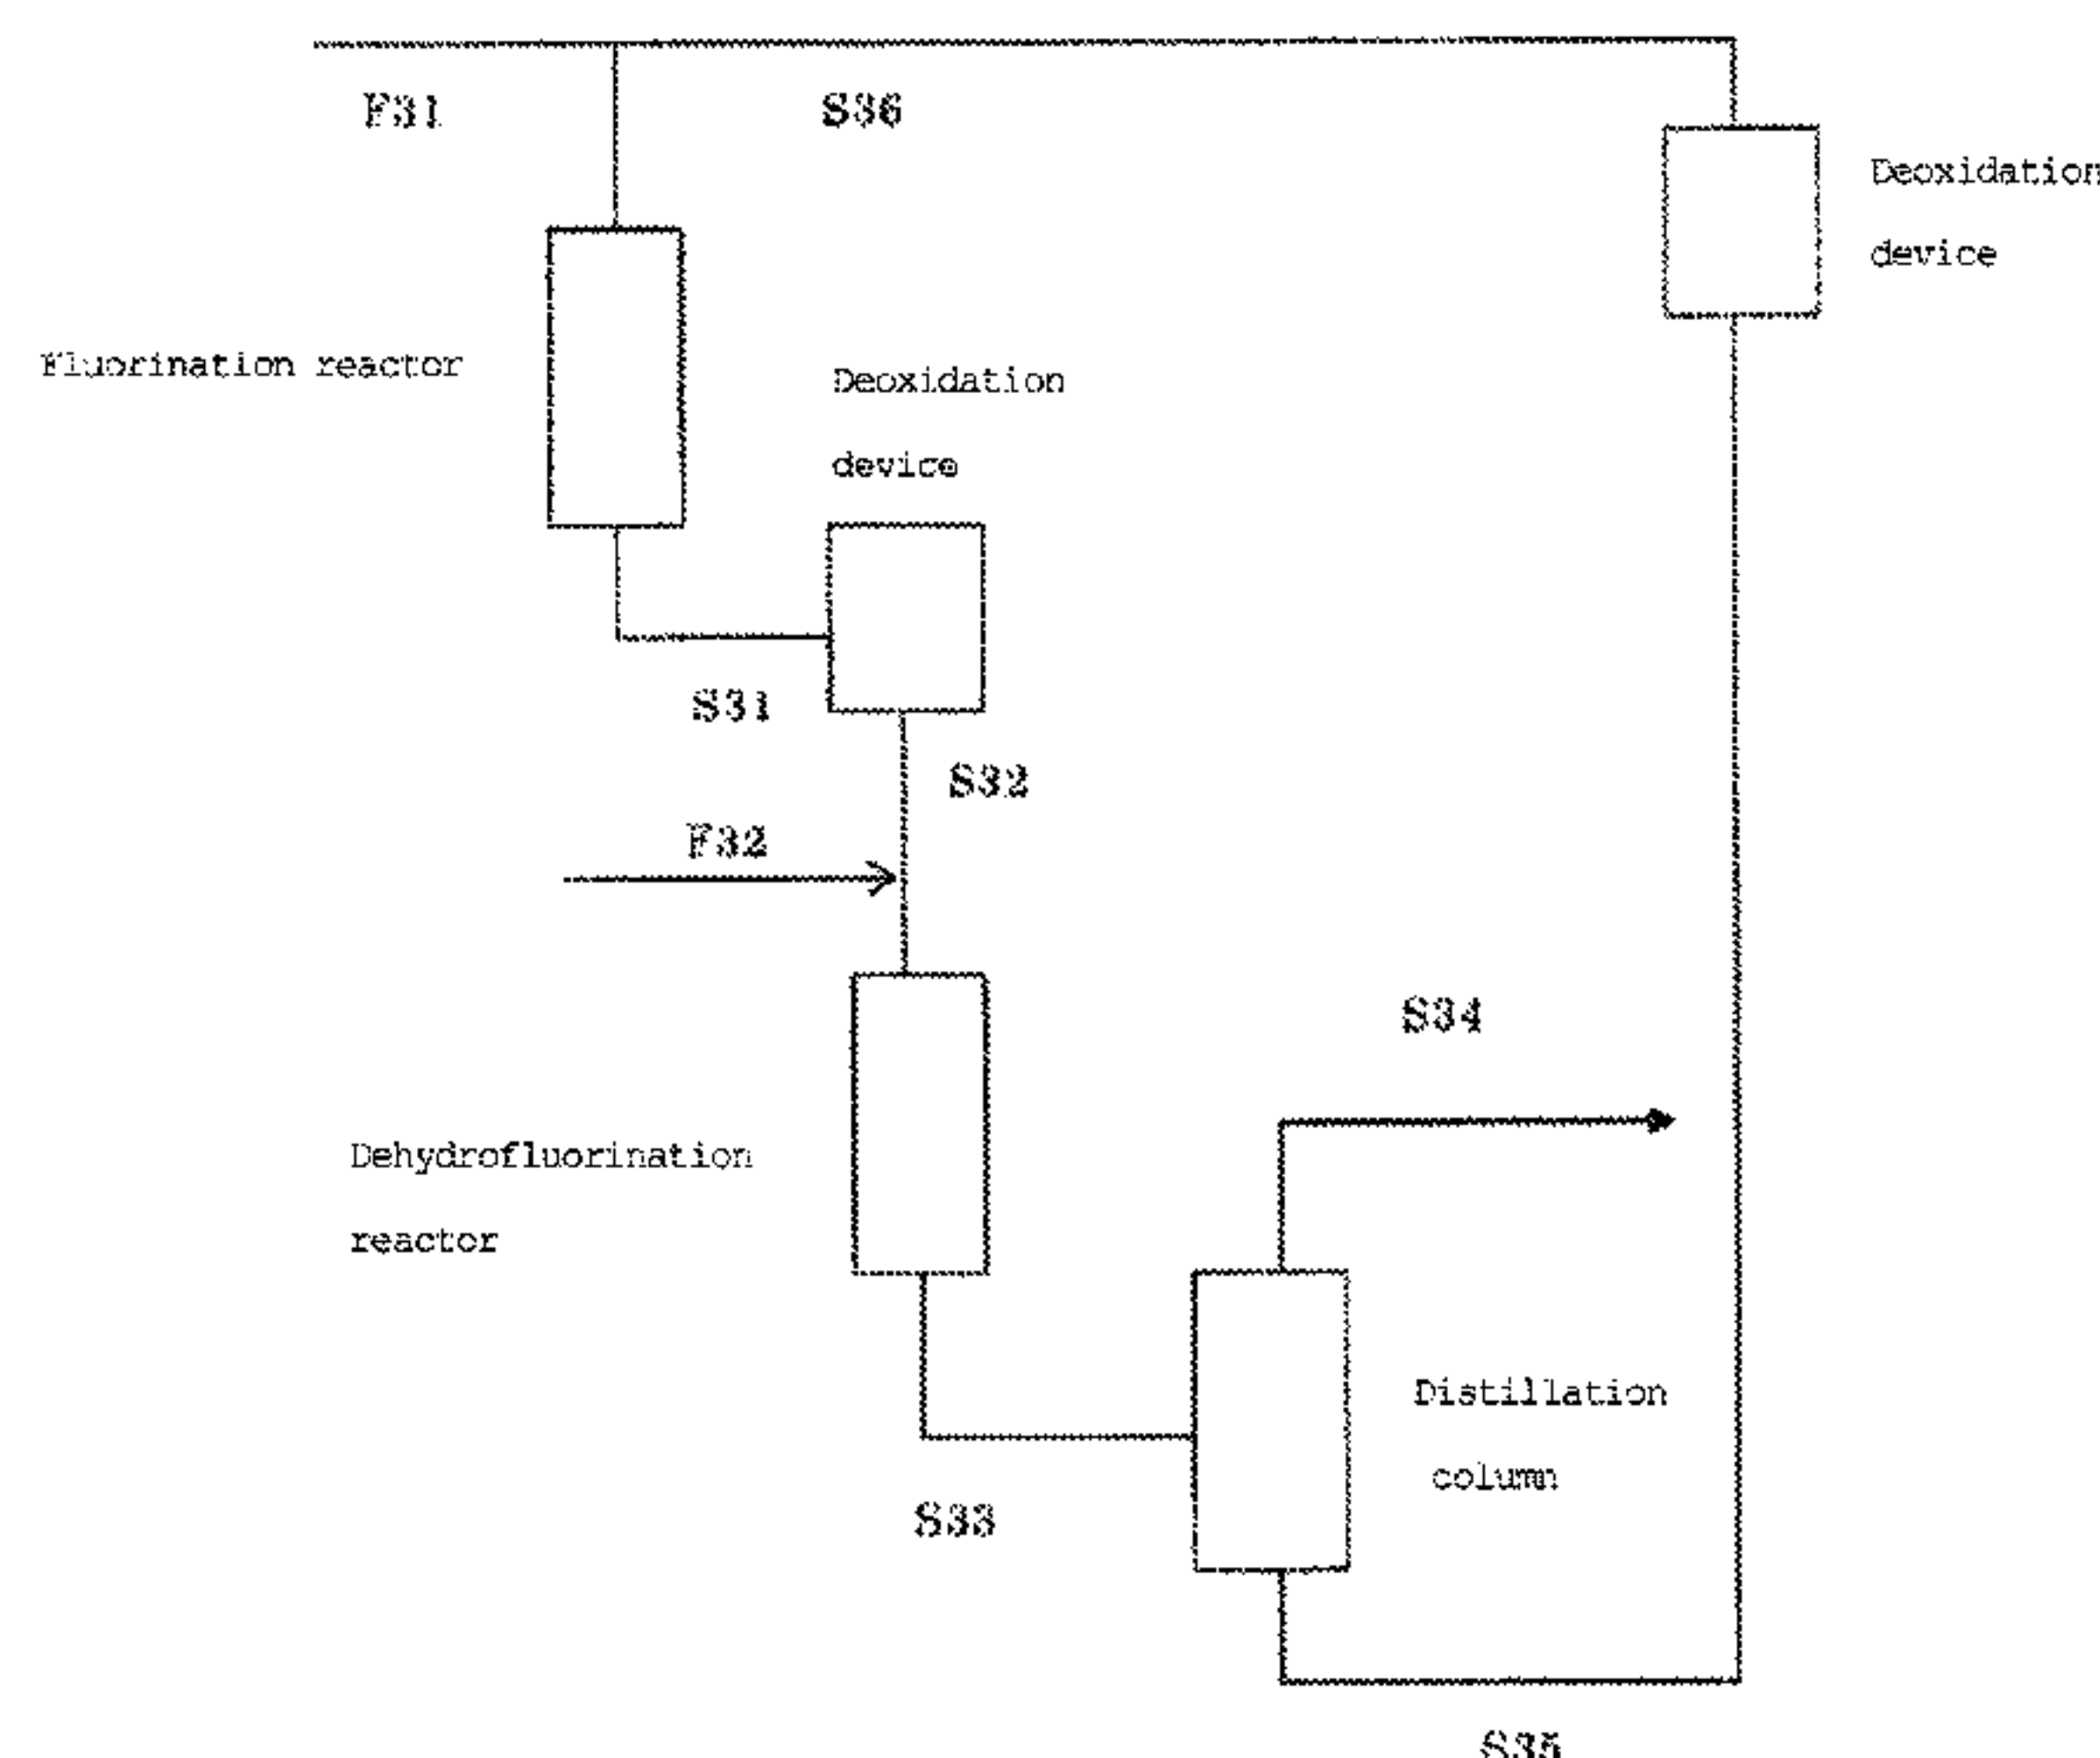 F31
S36
Deoxidation
device
Fluorination reactor
Deoxidation
device
S31
S32
F32
S34
Dehydrofluorination
reactor
Distillation
column
S33
S35